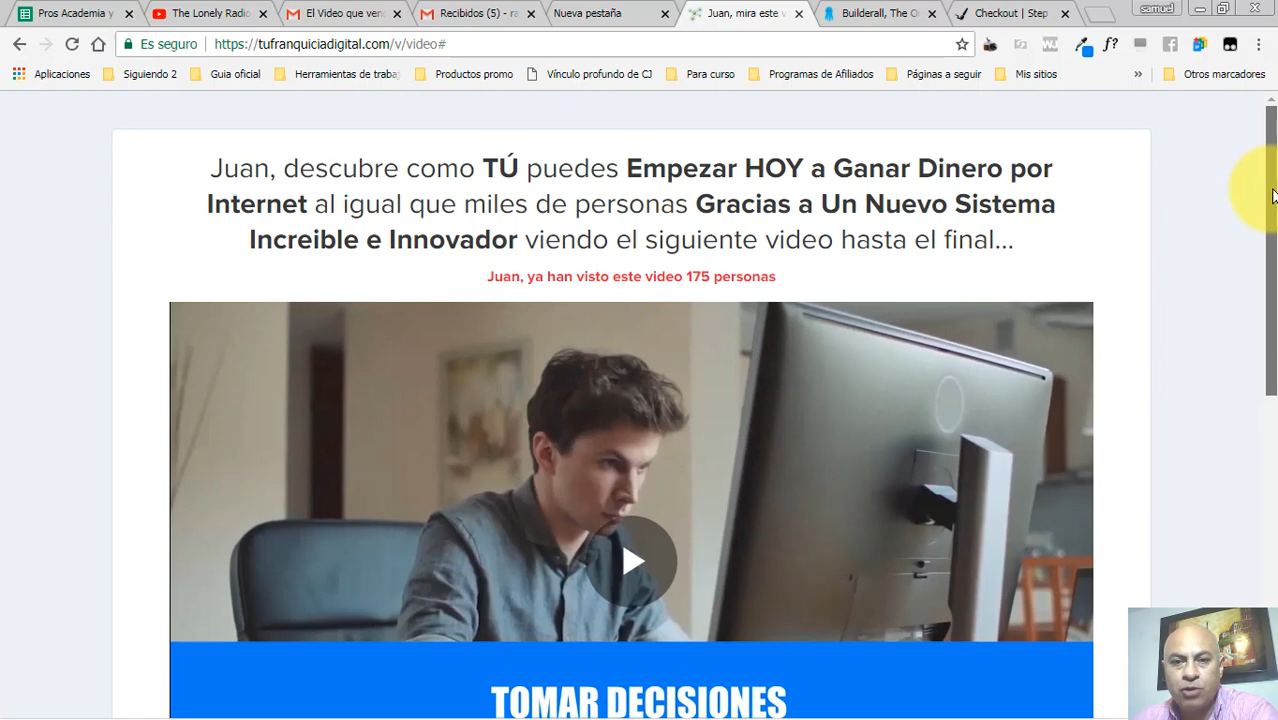 Pros Academia y
The Lonely Radio
El Video que ven
Recibidos (5) - ra
Nueva pestaña
Juan, mira este v
Builderall, The O
Checkout | Step
samuel
Es seguro
https://tufranquiciadigital.com/v/video#
Aplicaciones
Siguiendo 2
Guia oficial
Herramientas de traba
Productos promo
Vínculo profundo de CJ
Para curso
Programas de Afiliados
Páginas a seguir
Mis sitios
»
Otros marcadores
Juan, descubre como TÚ puedes Empezar HOY a Ganar Dinero por
Internet al igual que miles de personas Gracias a Un Nuevo Sistema
Increible e Innovador viendo el siguiente video hasta el final...
Juan, ya han visto este video 175 personas
TOMAR DECISIONES